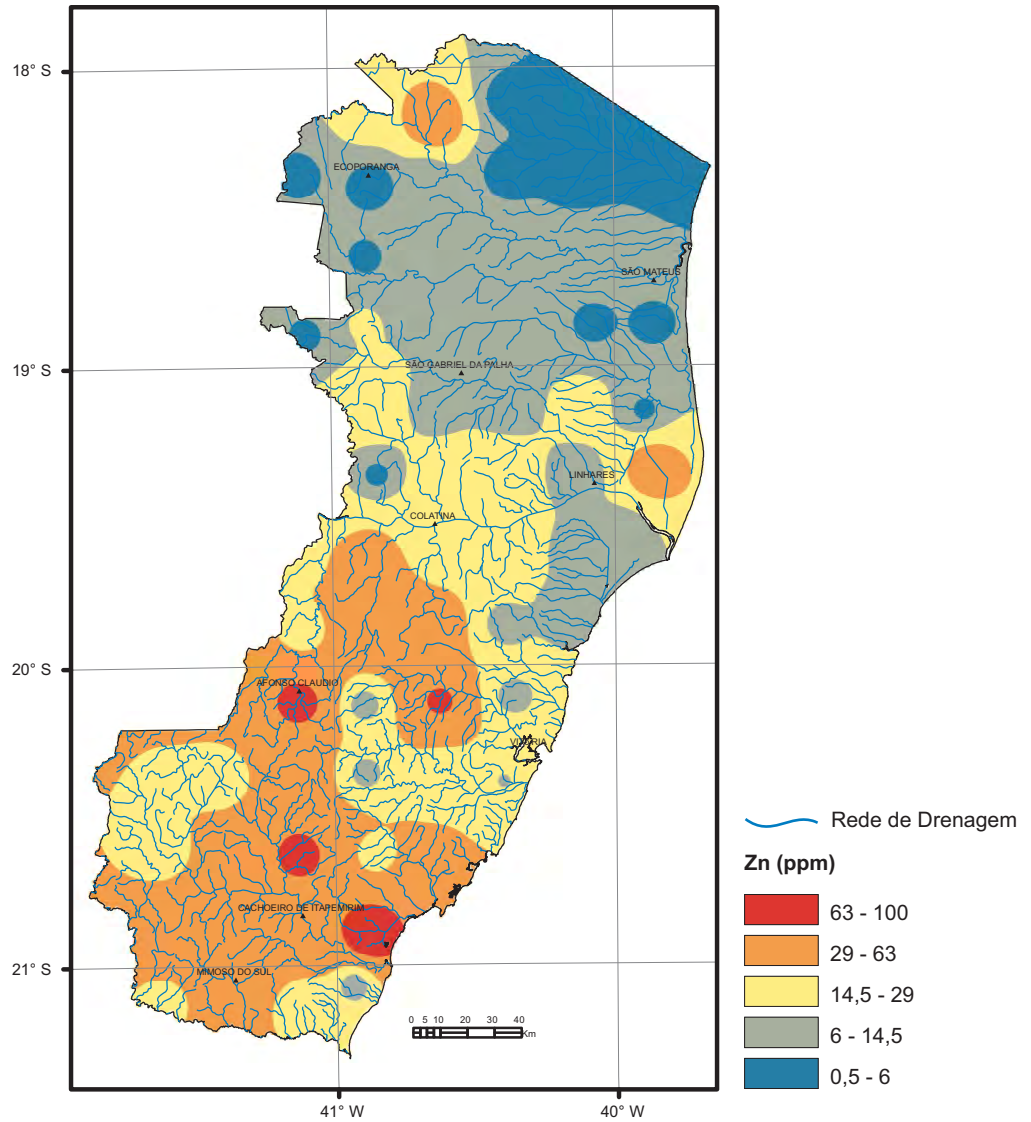 18° S
ECOPORANGA
SÃO MATEUS
19° S
SÃO GABRIEL DA PALHA
LINHARES
COLATINA
20° S
AFONSO CLAUDIO
VITÓRIA
CACHOEIRO DE ITAPEMIRIM
21° S
MIMOSO DO SUL
0 5 10 20 30 40
Km
41° W 40° W
Rede de Drenagem
Zn (ppm)
63 - 100
29 - 63
14,5 - 29
6 - 14,5
0,5 - 6